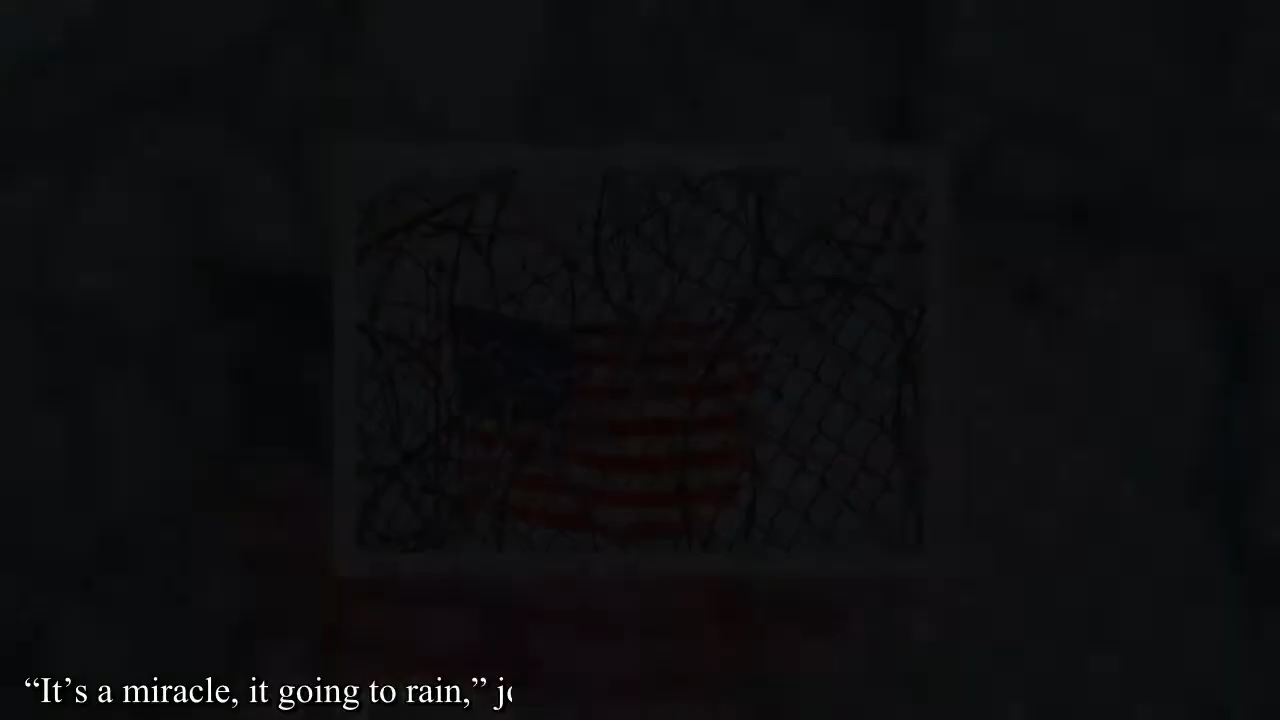 “It’s a miracle, it going to rain,”